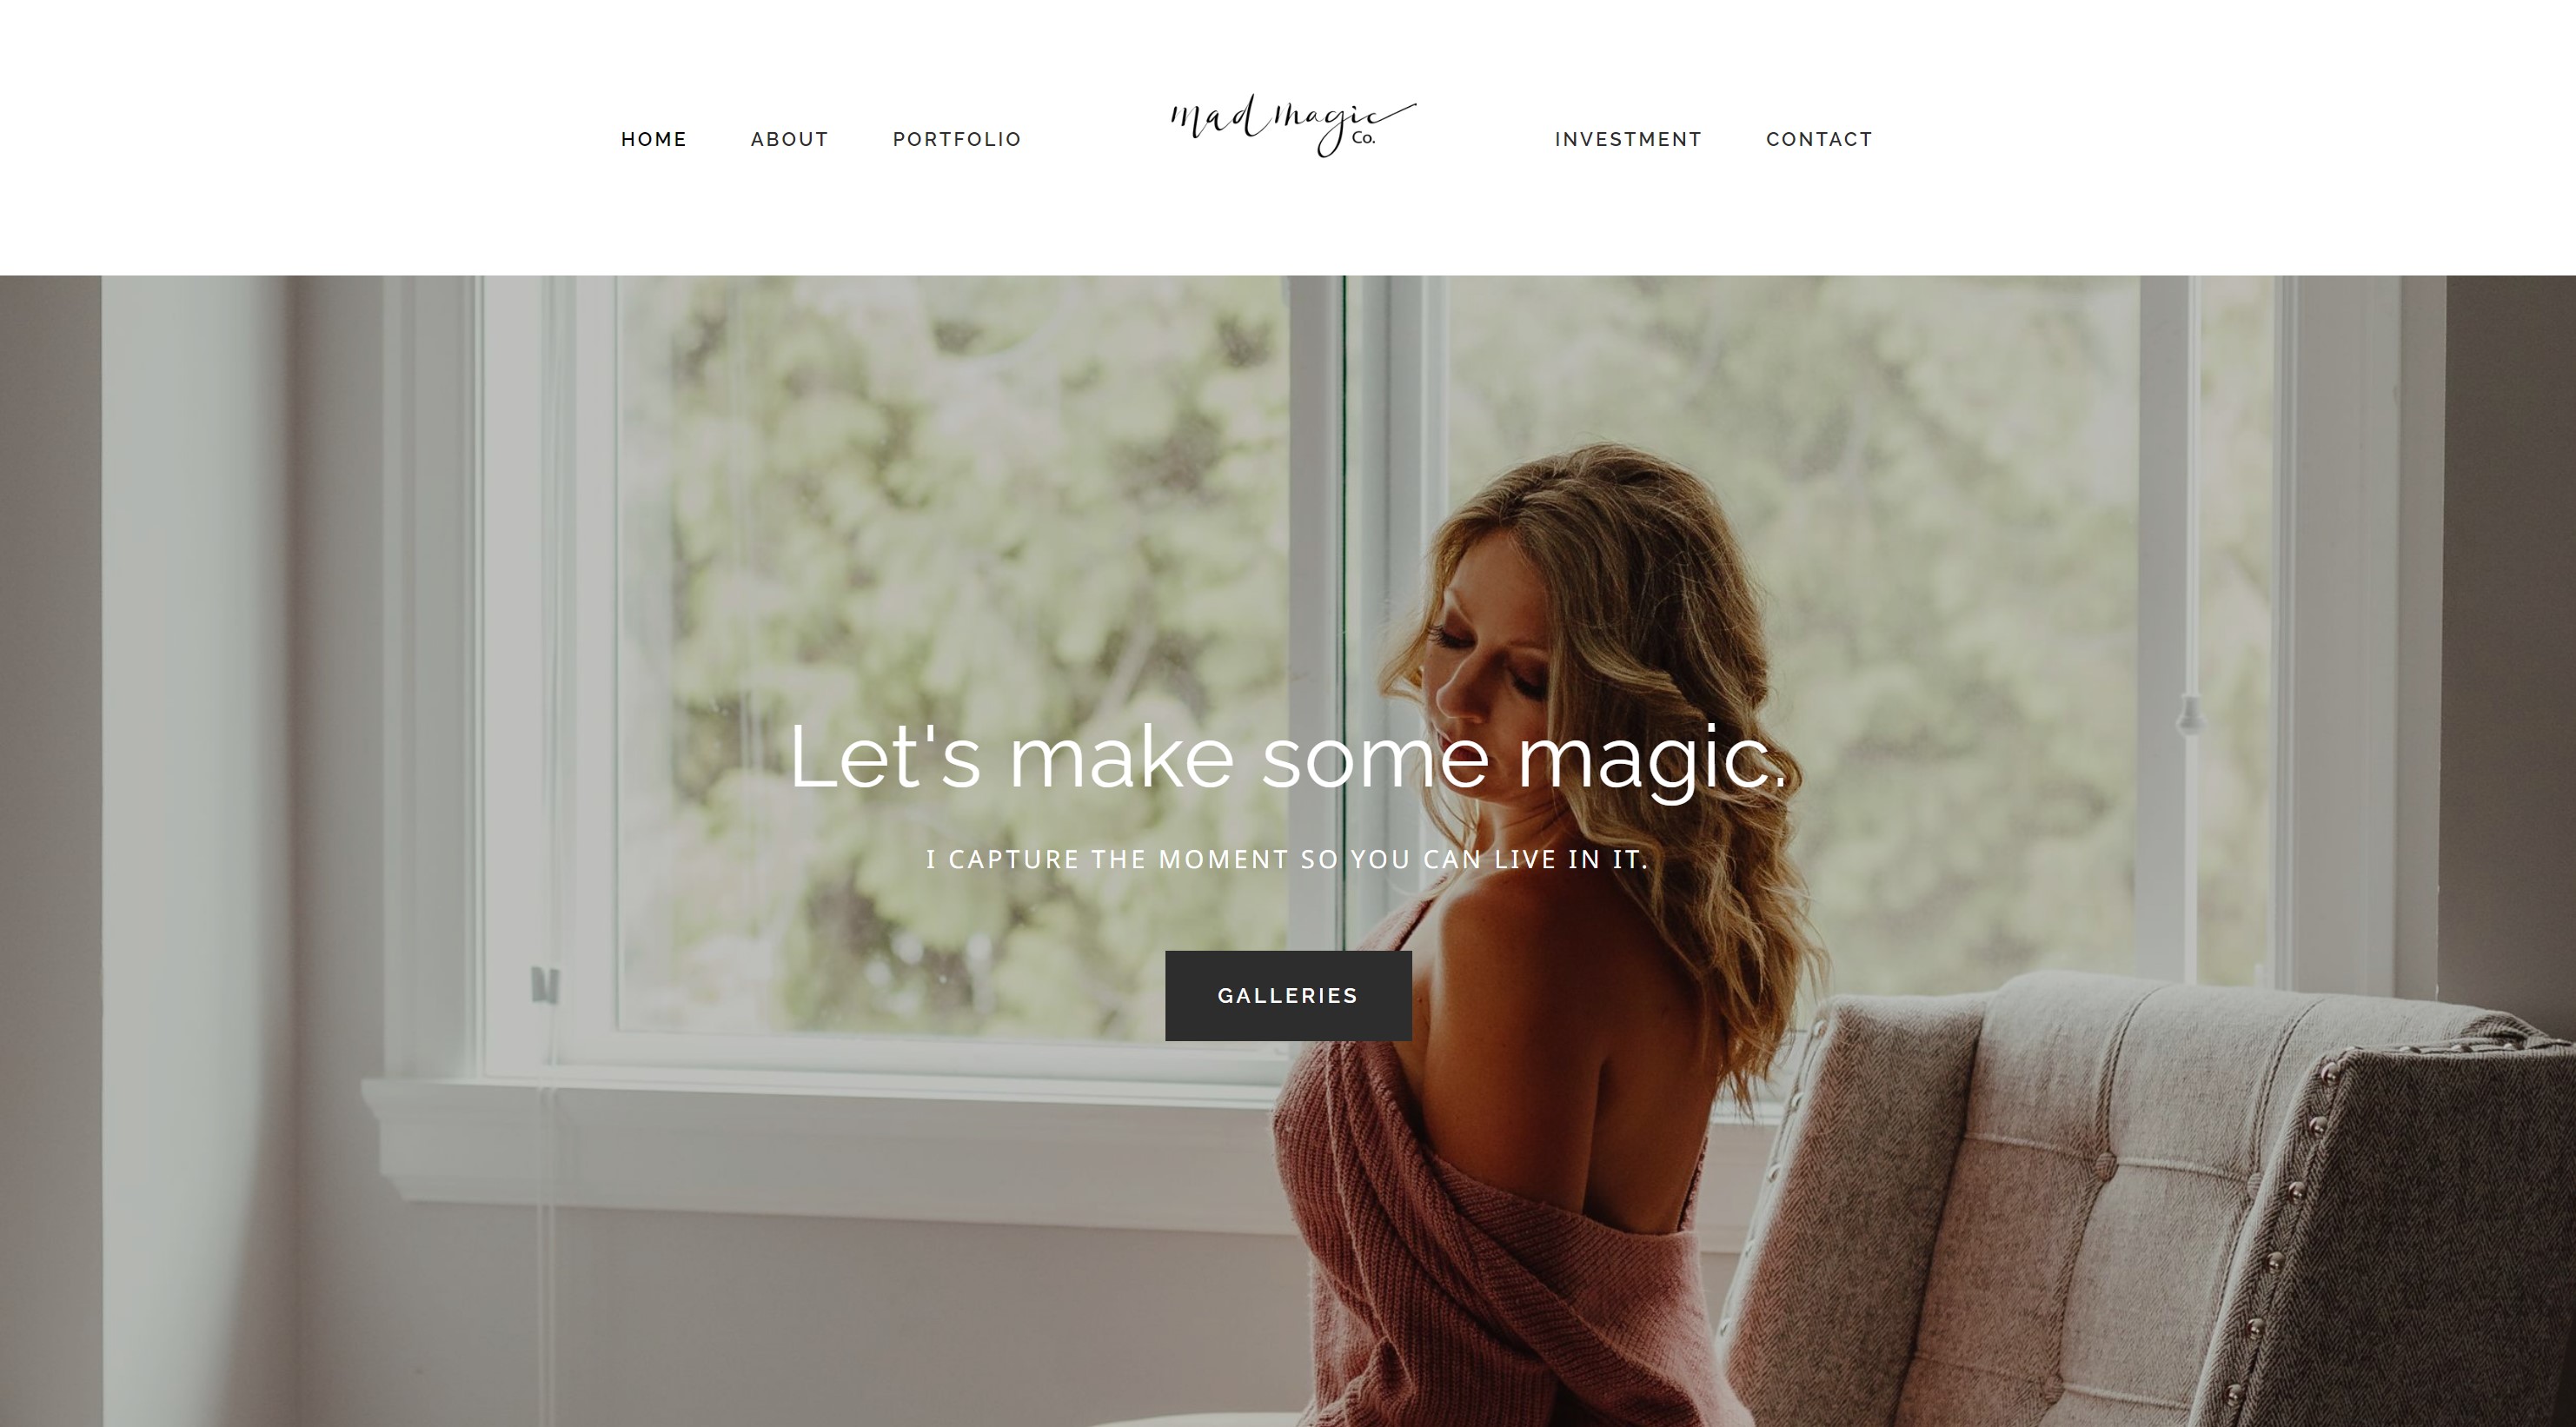 HOME ABOUT PORTFOLIO mad magic Co. INVESTMENT CONTACT
Let's make some magic.
I CAPTURE THE MOMENT SO YOU CAN LIVE IN IT.
GALLERIES